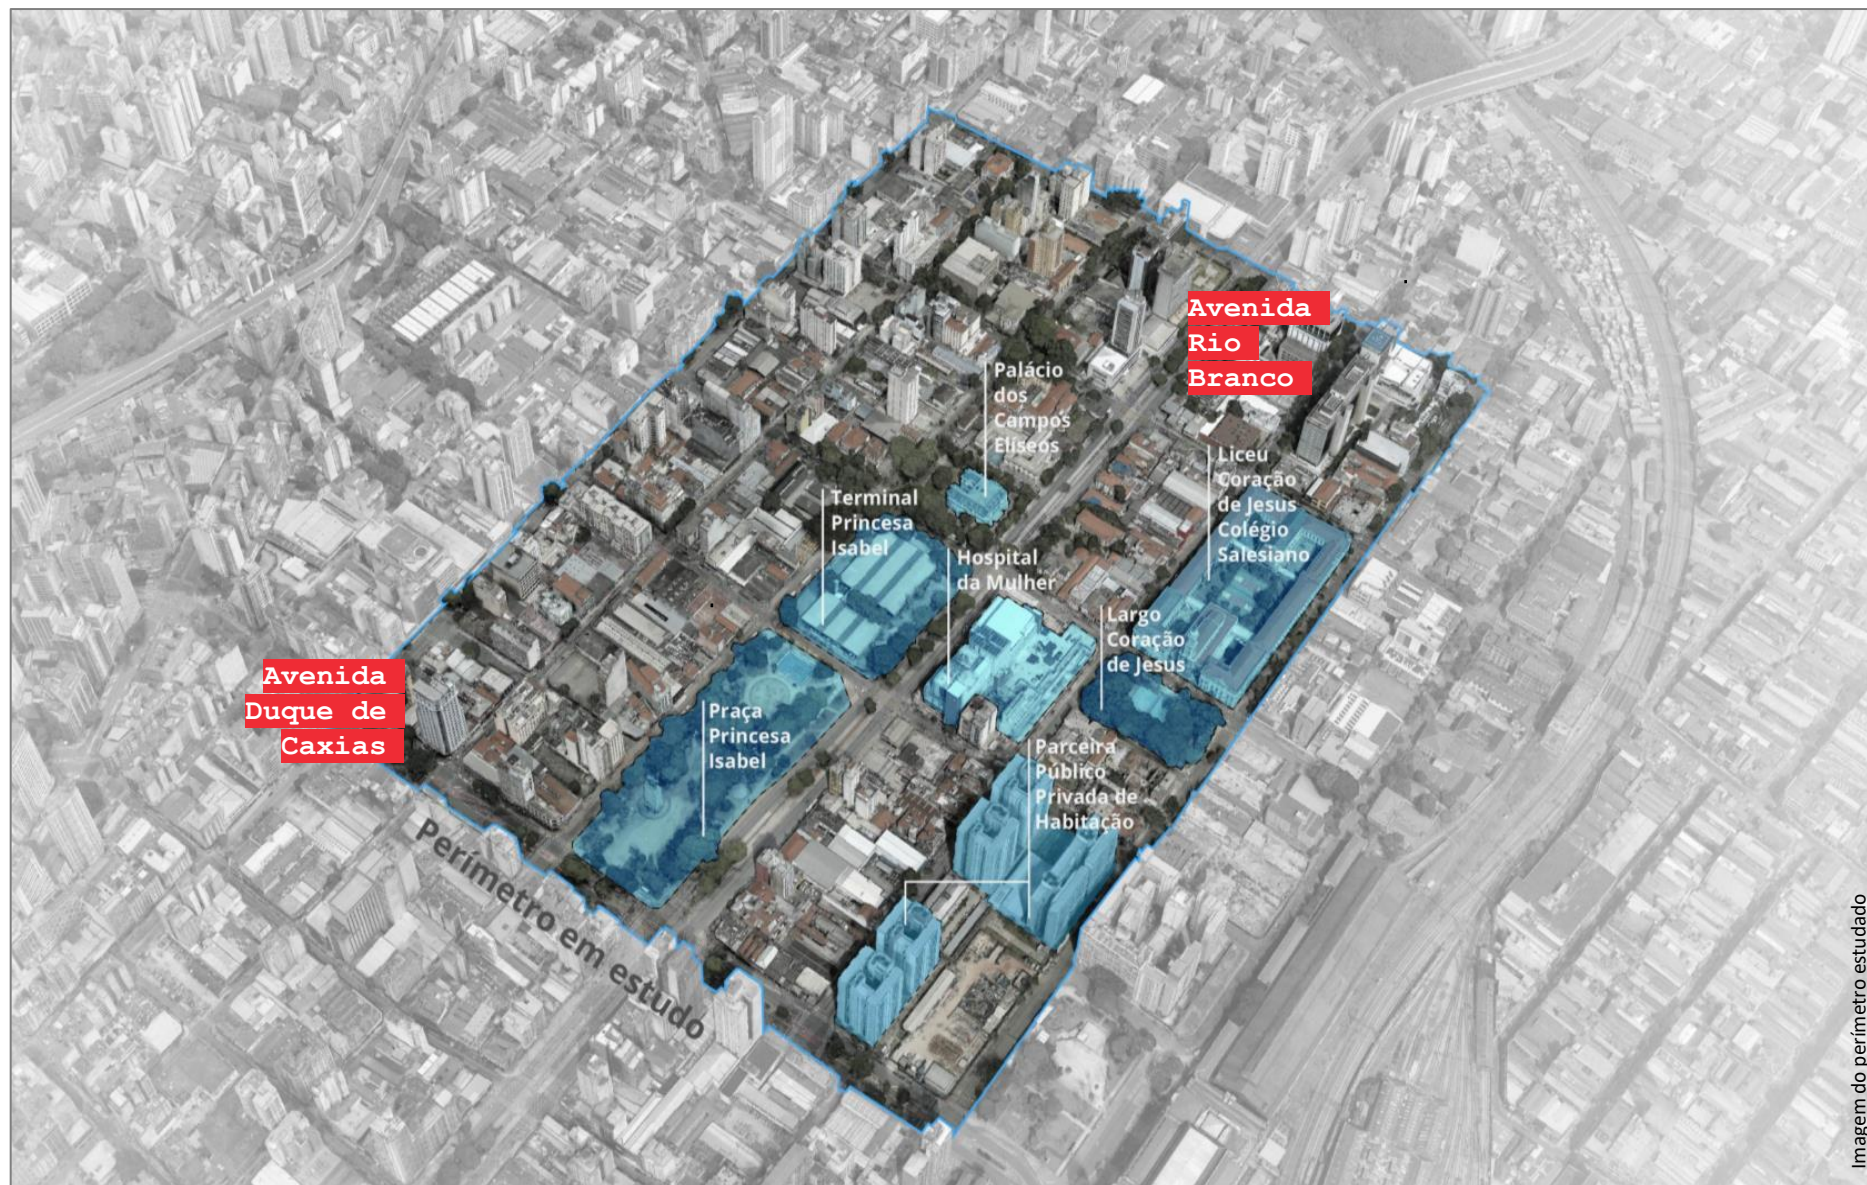 Avenida
Rio
Branco
Palácio
dos
Campos
Elíseos
Liceu
Coração
de Jesus
Colégio
Salesiano
Terminal
Princesa
Isabel
Hospital
da Mulher
Largo
Coração
de Jesus
Avenida
Duque de
Caxias
Praça
Princesa
Isabel
Parceira
Público
Privada de
Habitação
Perímetro em estudo
Imagem do perímetro estudado